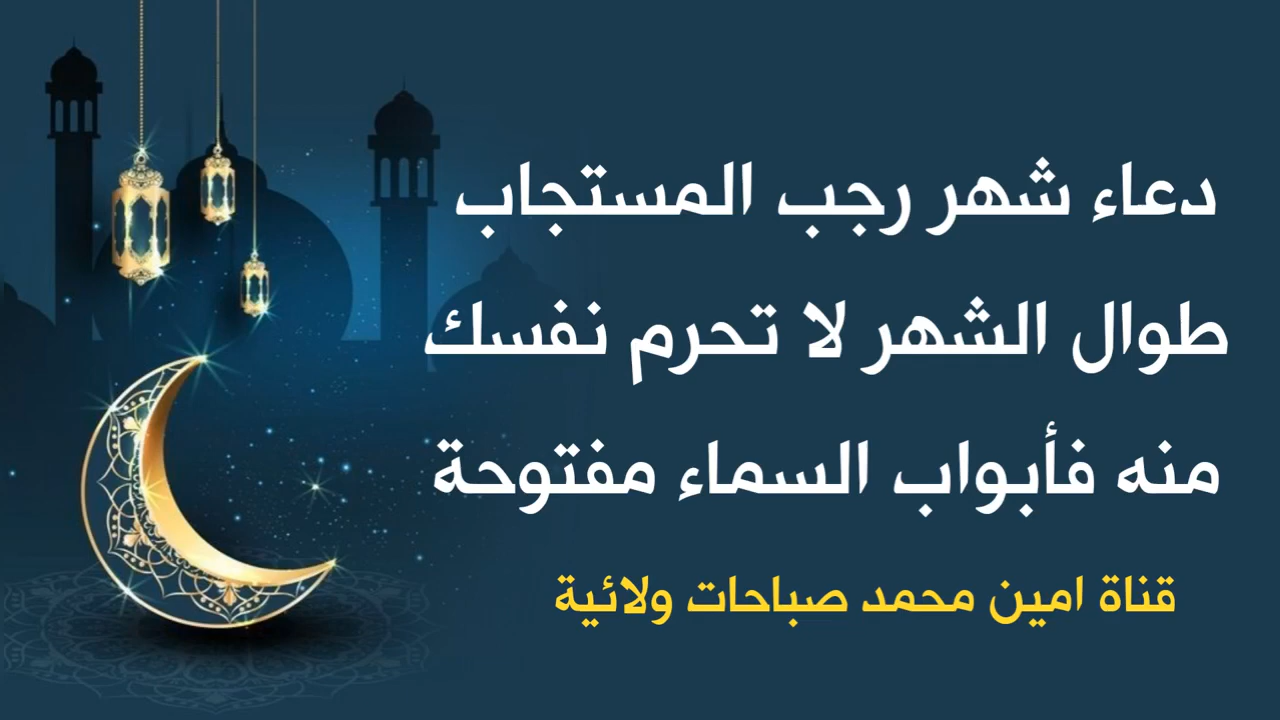 دعاء شهر رجب المستجاب
طوال الشهر لا تحرم نفسك
منه فأبواب السماء مفتوحة
قناة امين محمد صباحات ولائية